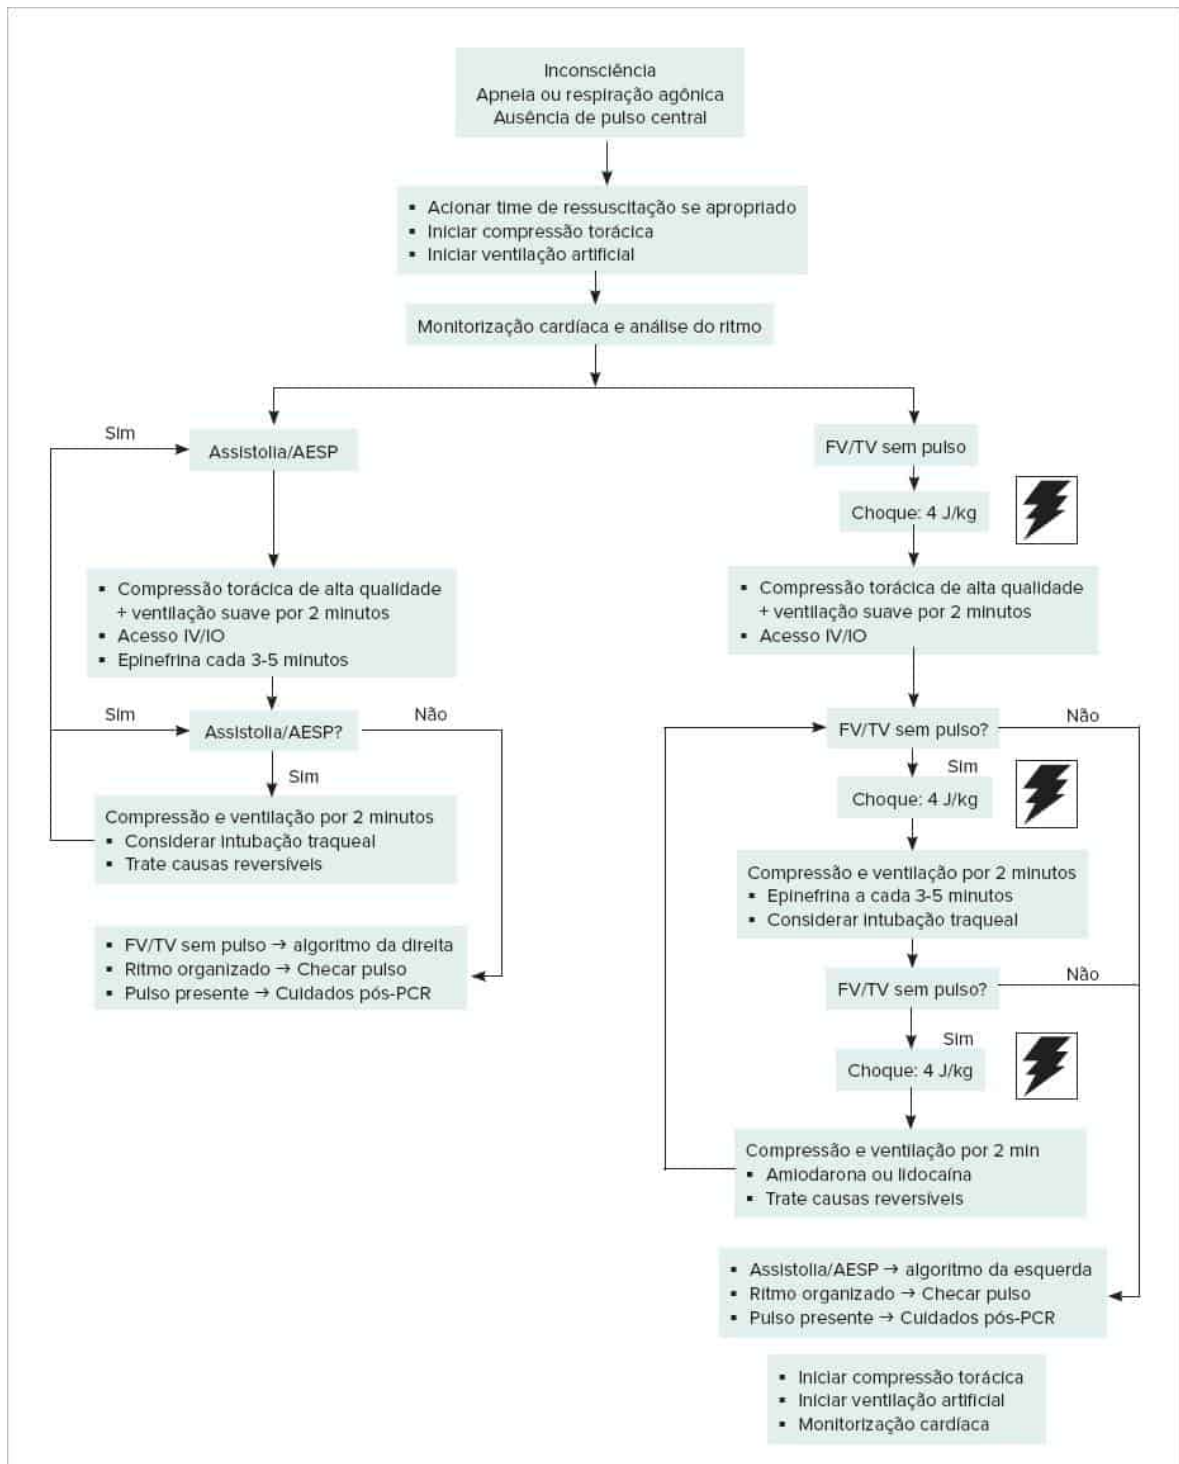 Inconsciência
Apneia ou respiração agônica
Ausência de pulso central
▪ Acionar time de ressuscitação se apropriado
▪ Iniciar compressão torácica
▪ Iniciar ventilação artificial
Monitorização cardíaca e análise do ritmo
Sim
Assistolia/AESP
▪ Compressão torácica de alta qualidade
+ ventilação suave por 2 minutos
▪ Acesso IV/IO
▪ Epinefrina cada 3-5 minutos
Sim
Assistolia/AESP?
Não
Sim
Compressão e ventilação por 2 minutos
▪ Considerar intubação traqueal
▪ Trate causas reversíveis
▪ FV/TV sem pulso → algoritmo da direita
▪ Ritmo organizado → Checar pulso
▪ Pulso presente → Cuidados pós-PCR
FV/TV sem pulso
Choque: 4 J/kg
▪ Compressão torácica de alta qualidade
+ ventilação suave por 2 minutos
▪ Acesso IV/IO
FV/TV sem pulso?
Não
Sim
Choque: 4 J/kg
Compressão e ventilação por 2 minutos
▪ Epinefrina a cada 3-5 minutos
▪ Considerar intubação traqueal
FV/TV sem pulso?
Não
Sim
Choque: 4 J/kg
Compressão e ventilação por 2 min
▪ Amiodarona ou lidocaína
▪ Trate causas reversíveis
▪ Assistolia/AESP → algoritmo da esquerda
▪ Ritmo organizado → Checar pulso
▪ Pulso presente → Cuidados pós-PCR
▪ Iniciar compressão torácica
▪ Iniciar ventilação artificial
▪ Monitorização cardíaca